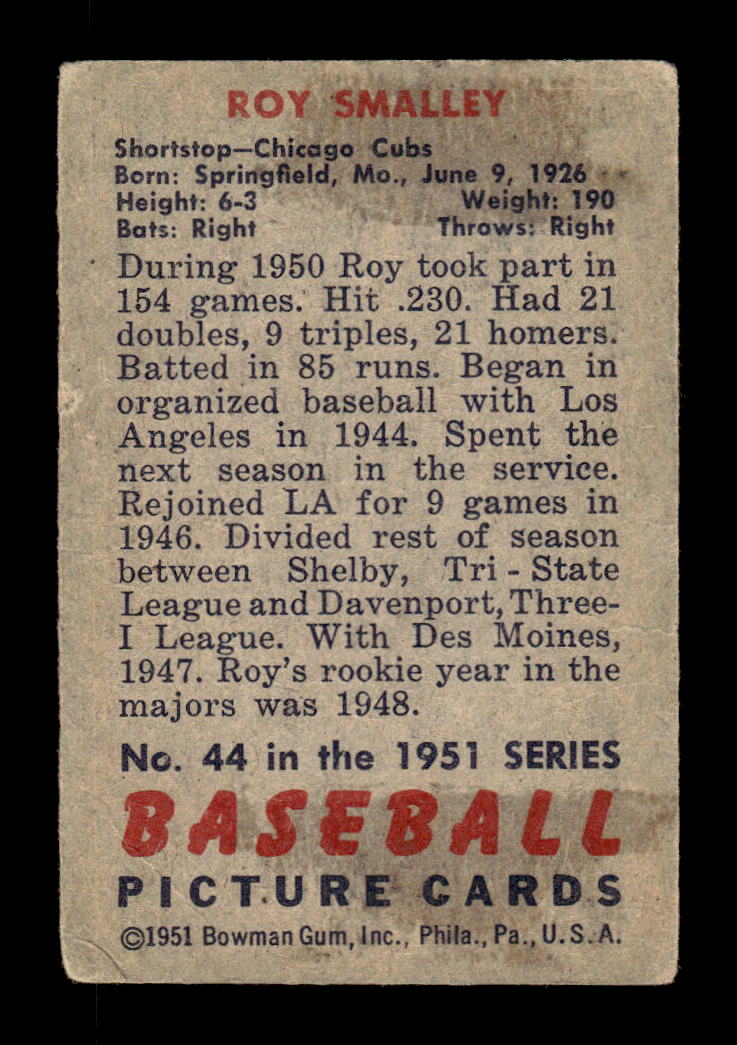 ROY SMALLEY
Shortstop—Chicago Cubs
Born: Springfield, Mo., June 9, 1926
Height: 6-3 Weight: 190
Bats: Right Throws: Right
During 1950 Roy took part in
154 games. Hit .230. Had 21
doubles, 9 triples, 21 homers.
Batted in 85 runs. Began in
organized baseball with Los
Angeles in 1944. Spent the
next season in the service.
Rejoined LA for 9 games in
1946. Divided rest of season
between Shelby, Tri - State
League and Davenport, Three-
I League. With Des Moines,
1947. Roy's rookie year in the
majors was 1948.
No. 44 in the 1951 SERIES
BASEBALL
PICTURE CARDS
©1951 Bowman Gum, Inc., Phila., Pa., U.S.A.